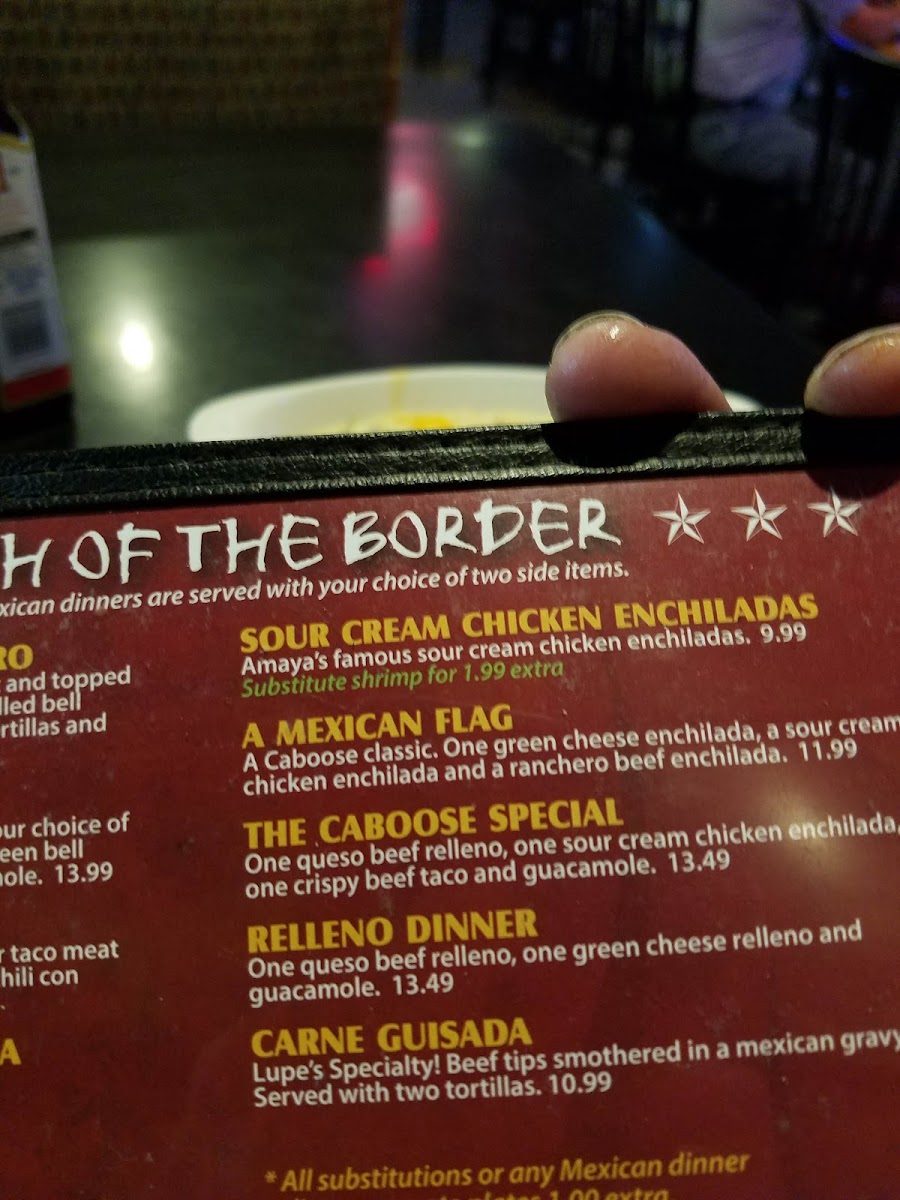 H OF THE BORDER
xican dinners are served with your choice of two side items.
RO
and topped
lled bell
rtillas and
our choice of
een bell
nole. 13.99
r taco meat
hili con
A
SOUR CREAM CHICKEN ENCHILADAS
Amaya's famous sour cream chicken enchiladas. 9.99
Substitute shrimp for 1.99 extra
A MEXICAN FLAG
A Caboose classic. One green cheese enchilada, a sour cream
chicken enchilada and a ranchero beef enchilada. 11.99
THE CABOOSE SPECIAL
One queso beef relleno, one sour cream chicken enchilada,
one crispy beef taco and guacamole. 13.49
RELLENO DINNER
One queso beef relleno, one green cheese relleno and
guacamole. 13.49
CARNE GUISADA
Lupe's Specialty! Beef tips smothered in a mexican gravy
Served with two tortillas. 10.99
* All substitutions or any Mexican dinner
1.00 extra